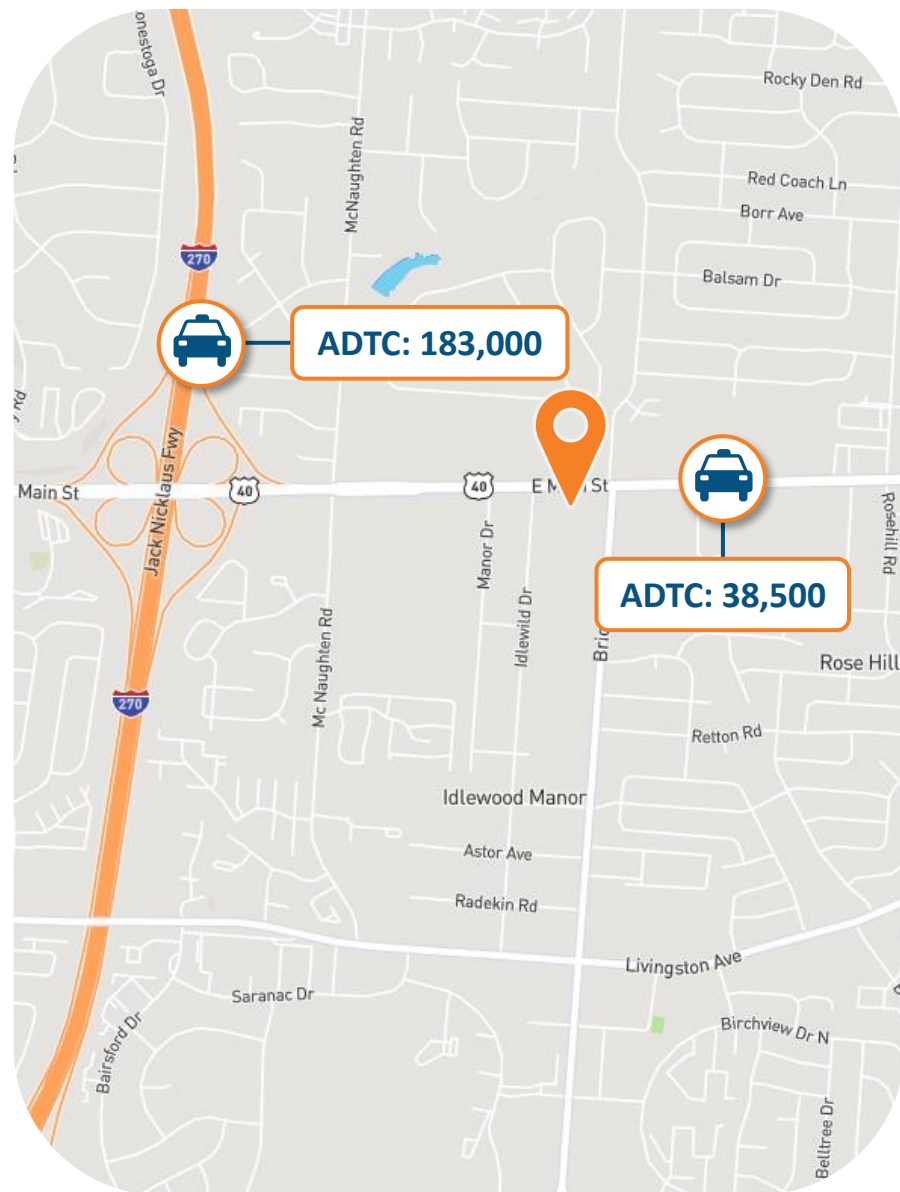 onestoga Dr
Rocky Den Rd
McNaughten Rd
Red Coach Ln
Borr Ave
270
Balsam Dr
ADTC: 183,000
Rd
Jack Nicklaus Fwy
Main St
40
40
E M St
Rosehill Rd
Manor Dr
Idlewild Dr
ADTC: 38,500
Bri
Mc Naughten Rd
Rose Hill
270
Retton Rd
Idlewood Manor
Astor Ave
Radekin Rd
Livingston Ave
Saranac Dr
Birchview Dr N
Bairsford Dr
Belltree Dr